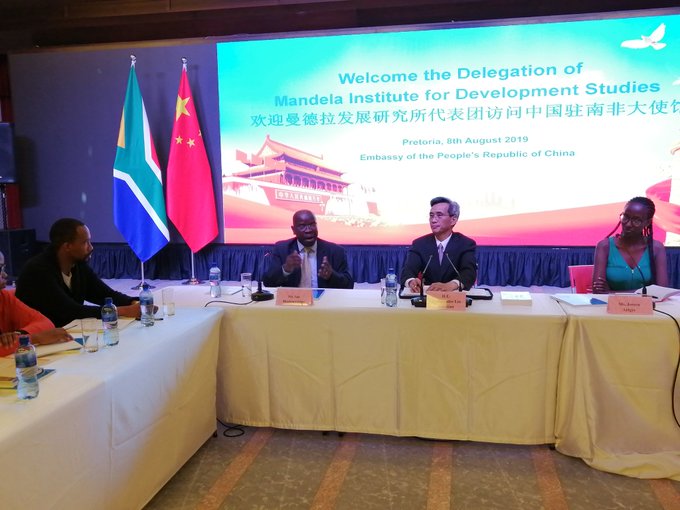 Welcome the Delegation of
Mandela Institute for Development Studies
欢迎曼德拉发展研究所代表团访问中国驻南非大使馆
Pretoria, 8th August 2019
Embassy of the People's Republic of China
H.E.
Ms. Joreen